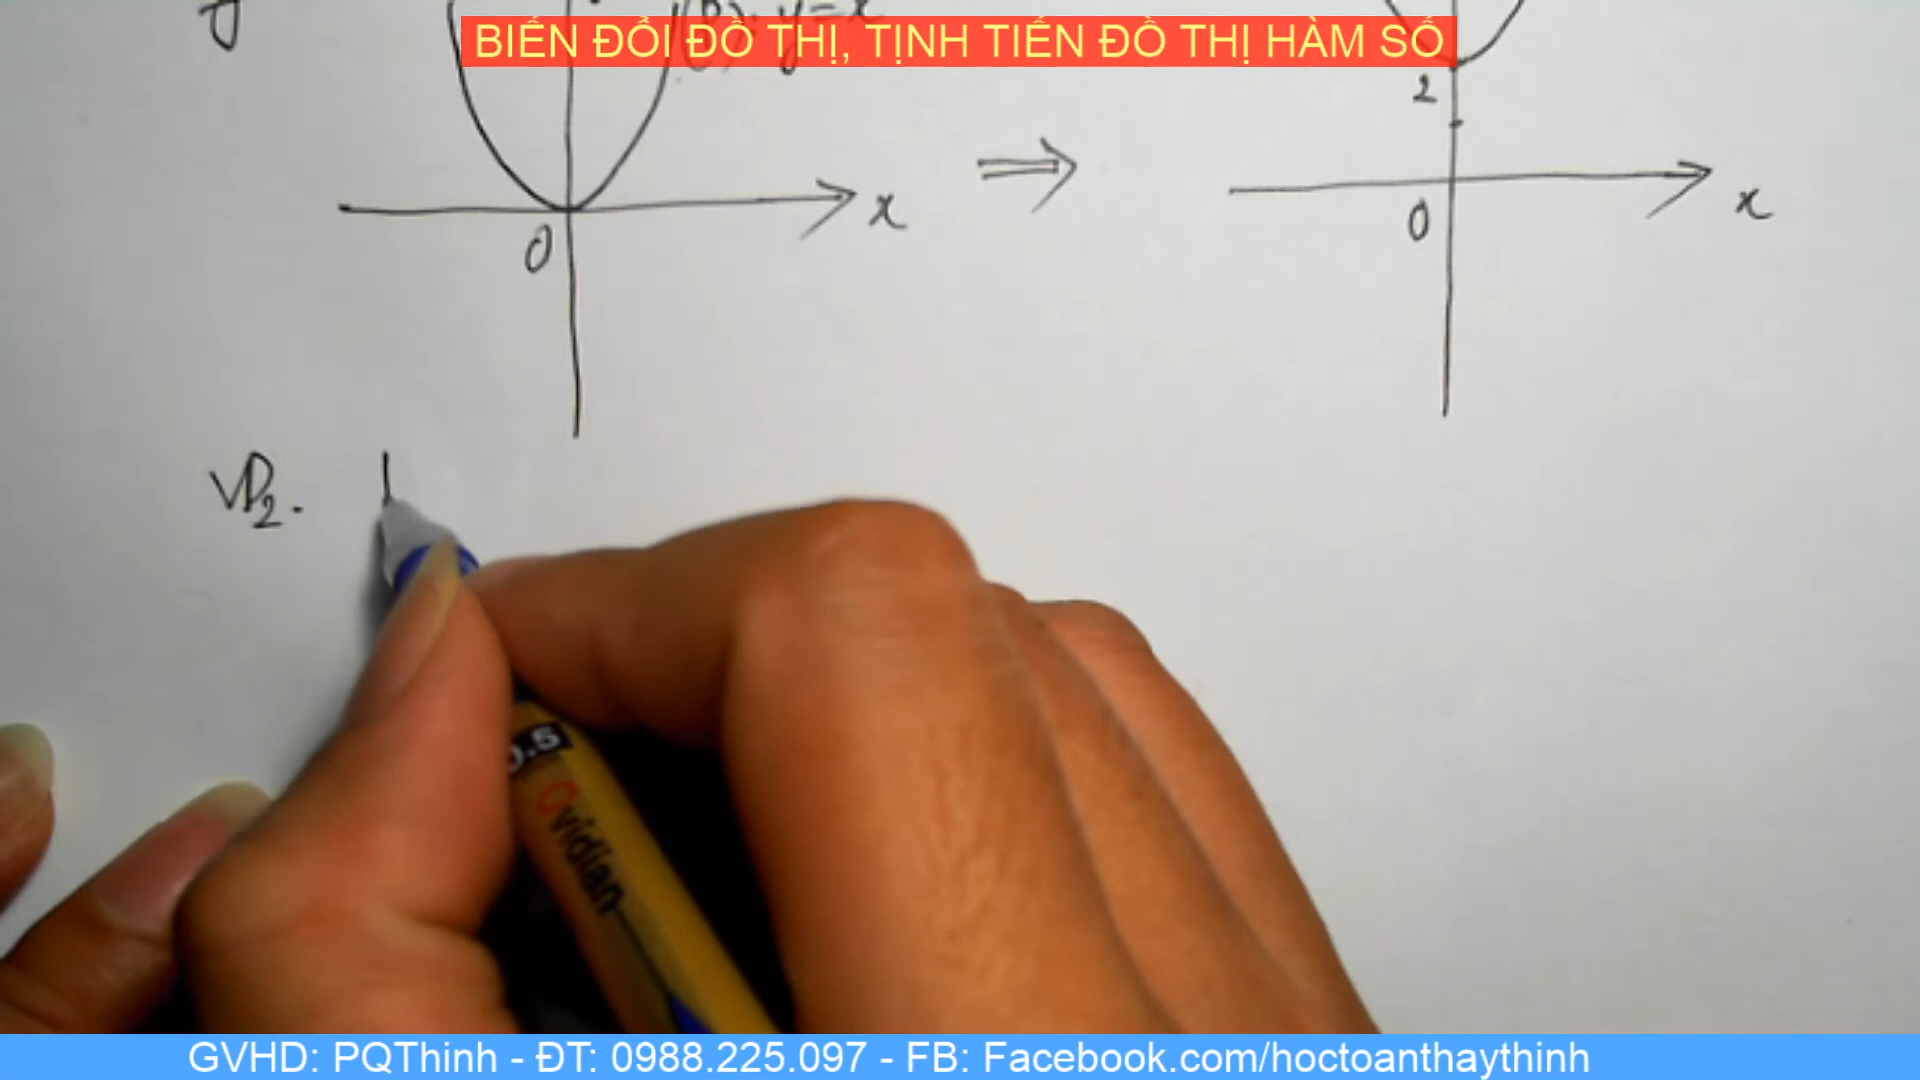 BIẾN ĐỔI ĐỒ THỊ, TỊNH TIẾN ĐỒ THỊ HÀM SỐ
y
2
x
x
0
0
VD2.
0.5
Ovidian
GVHD: PQThinh - ĐT: 0988.225.097 - FB: Facebook.com/hoctoanthaythinh